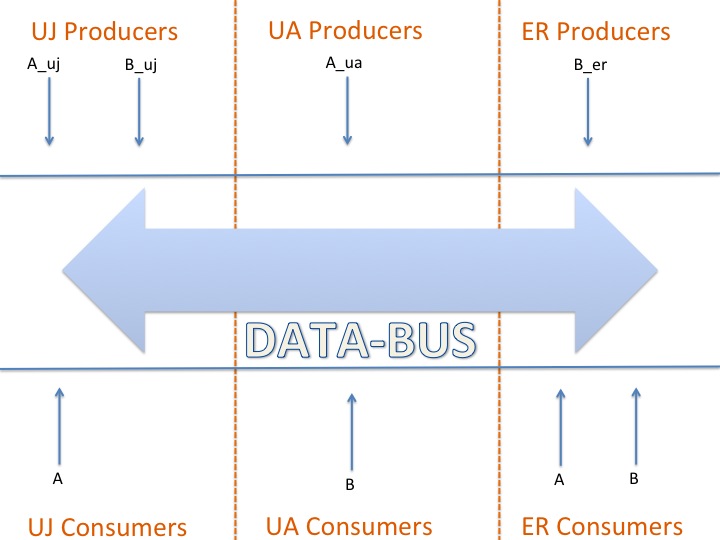 UJ Producers
UA Producers
ER Producers
A_uj
B_uj
A_ua
B_er
DATA-BUS
A
B
A
B
UJ Consumers
UA Consumers
ER Consumers